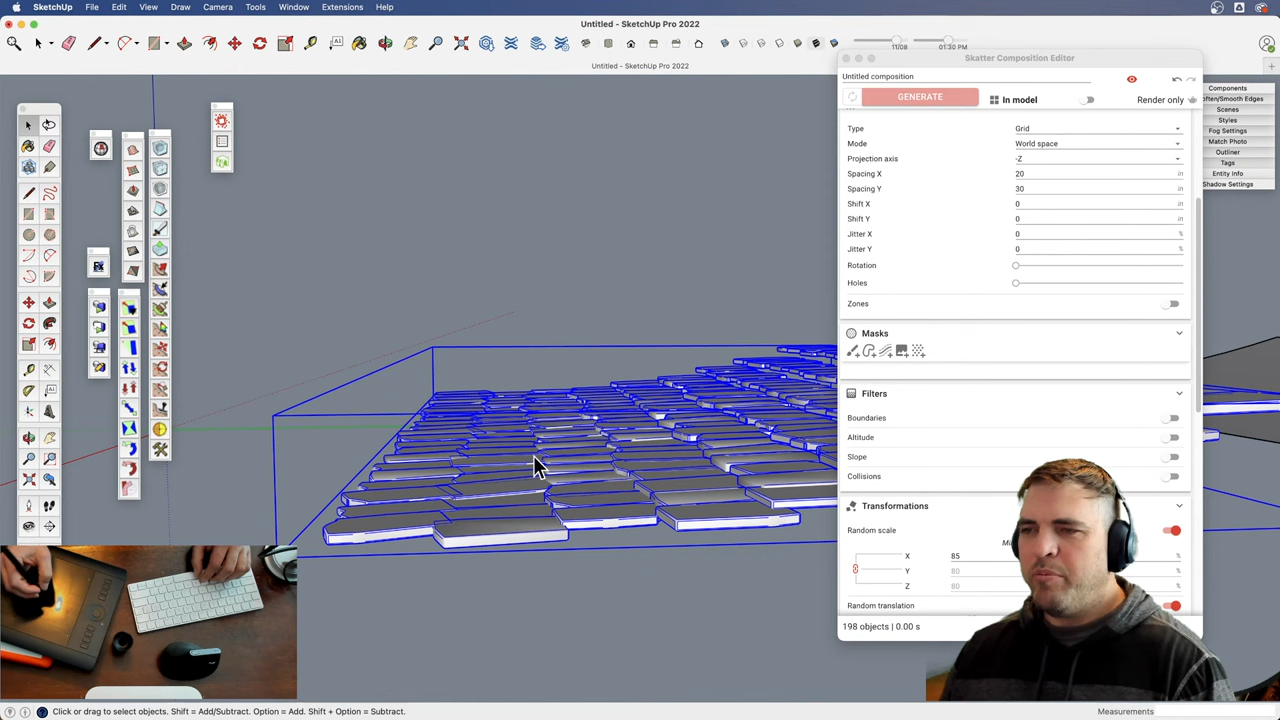 SketchUp File Edit View Draw Camera Tools Window Extensions Help
Untitled - SketchUp Pro 2022
11/08 01:30 PM
Untitled - SketchUp Pro 2022
Skatter Composition Editor
Untitled composition
GENERATE In model Render only
Type Grid
Mode World space
Projection axis -Z
Spacing X 20 in
Spacing Y 30 in
Shift X 0 in
Shift Y 0 in
Jitter X 0 %
Jitter Y 0 %
Rotation
Holes
Zones
Masks
Filters
Boundaries
Altitude
Slope
Collisions
Transformations
Random scale
X 85 %
Y 80 %
Z 80 %
Random translation
198 objects | 0.00 s
Components
Soften/Smooth Edges
Scenes
Styles
Fog Settings
Match Photo
Outliner
Tags
Entity Info
Shadow Settings
Click or drag to select objects. Shift = Add/Subtract. Option = Add. Shift + Option = Subtract.
Measurements